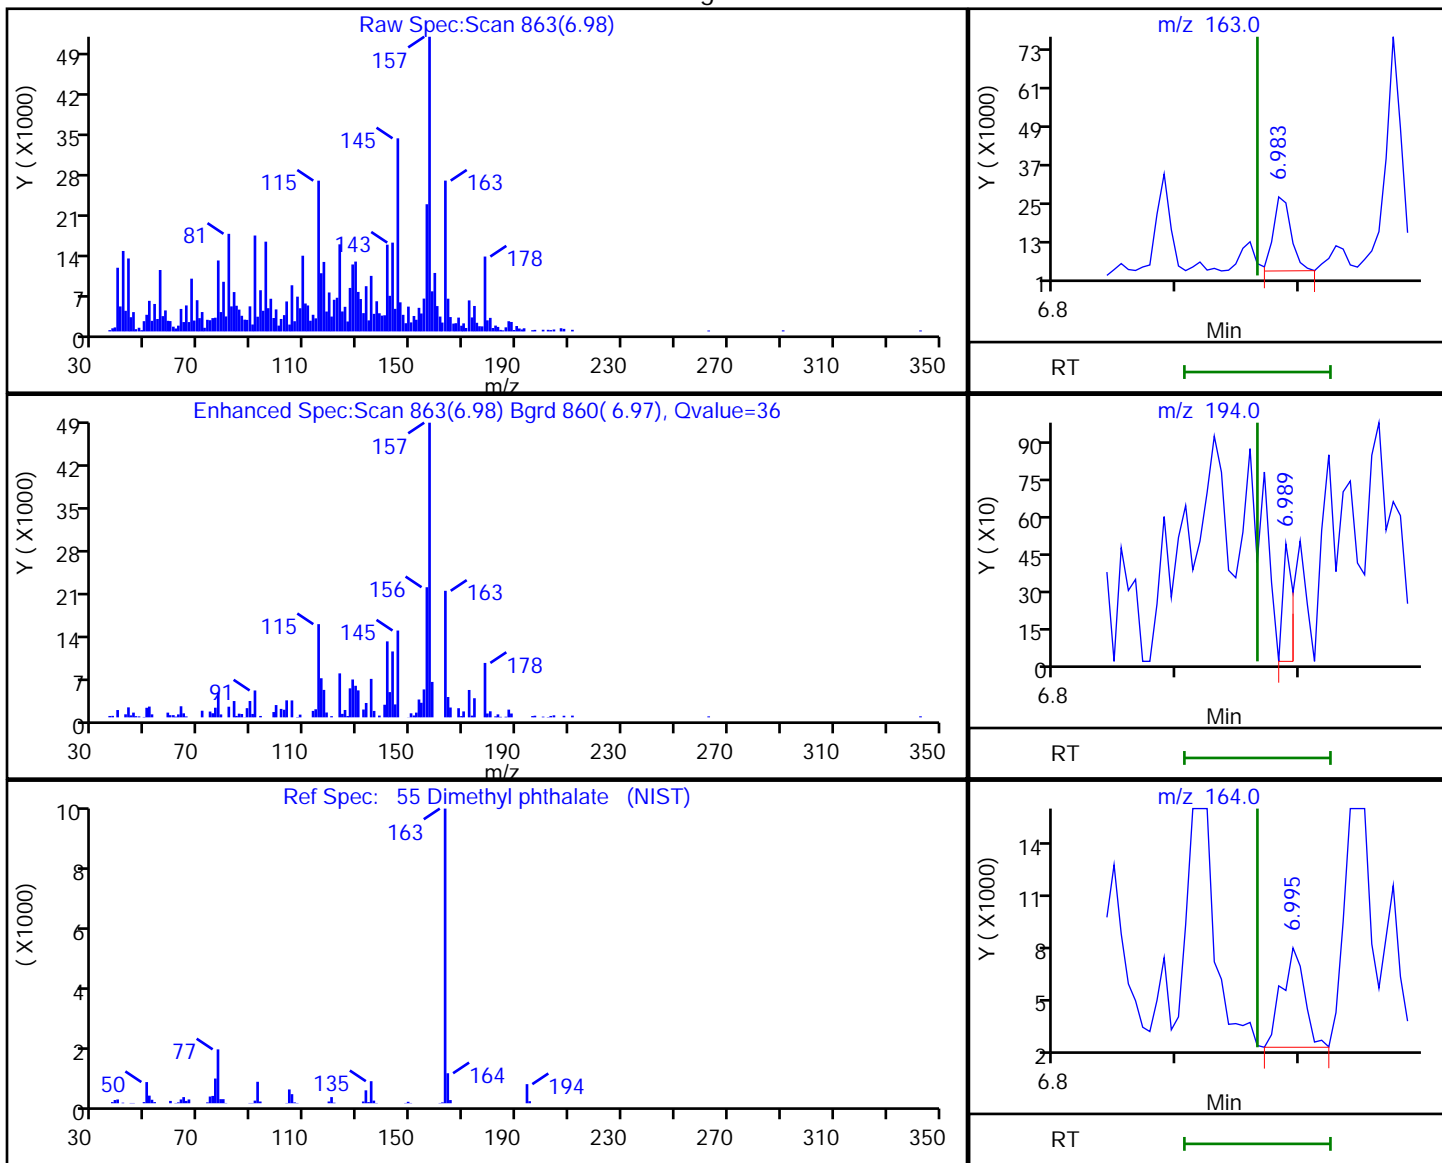 Raw Spec:Scan 863(6.98)
Y ( X1000)
49
42
35
28
21
14
7
0
157
145
115
163
81
143
178
30 70 110 150 190 230 270 310 350
m/z
m/z 163.0
Y ( X1000)
73
61
49
37
25
13
1
6.983
6.8
Min
RT
Enhanced Spec:Scan 863(6.98) Bgrd 860( 6.97), Qvalue=36
Y ( X1000)
49
42
35
28
21
14
7
0
157
156
163
115
145
178
91
30 70 110 150 190 230 270 310 350
m/z
m/z 194.0
Y ( X10)
90
75
60
45
30
15
0
6.989
6.8
Min
RT
Ref Spec: 55 Dimethyl phthalate (NIST)
( X1000)
10
8
6
4
2
0
163
77
50
135
164
194
30 70 110 150 190 230 270 310 350
m/z 164.0
Y ( X1000)
14
11
8
5
2
6.995
6.8
Min
RT